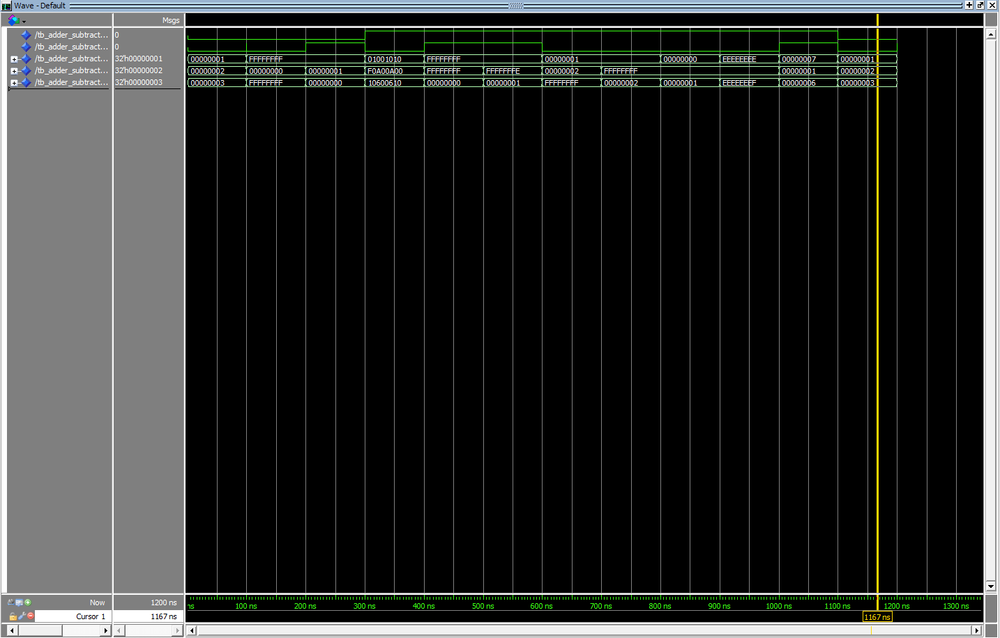 Wave - Default
Msgs
/tb_adder_subtract... 0
/tb_adder_subtract... 0
/tb_adder_subtract... 32'h00000001 00000001 FFFFFFFF 01001010 FFFFFFFF 00000001 00000000 EEEEEEEE 00000007 00000001
/tb_adder_subtract... 32'h00000002 00000002 00000000 00000001 F0A00A00 FFFFFFFF FFFFFFFE 00000002 FFFFFFFF 00000001 00000002
/tb_adder_subtract... 32'h00000003 00000003 FFFFFFFF 00000000 10600610 00000000 00000001 FFFFFFFF 00000002 00000001 EEEEEEEF 00000006 00000003
Now 1200 ns ns 100 ns 200 ns 300 ns 400 ns 500 ns 600 ns 700 ns 800 ns 900 ns 1000 ns 1100 ns 1200 ns 1300 ns
Cursor 1 1167 ns 1167 ns